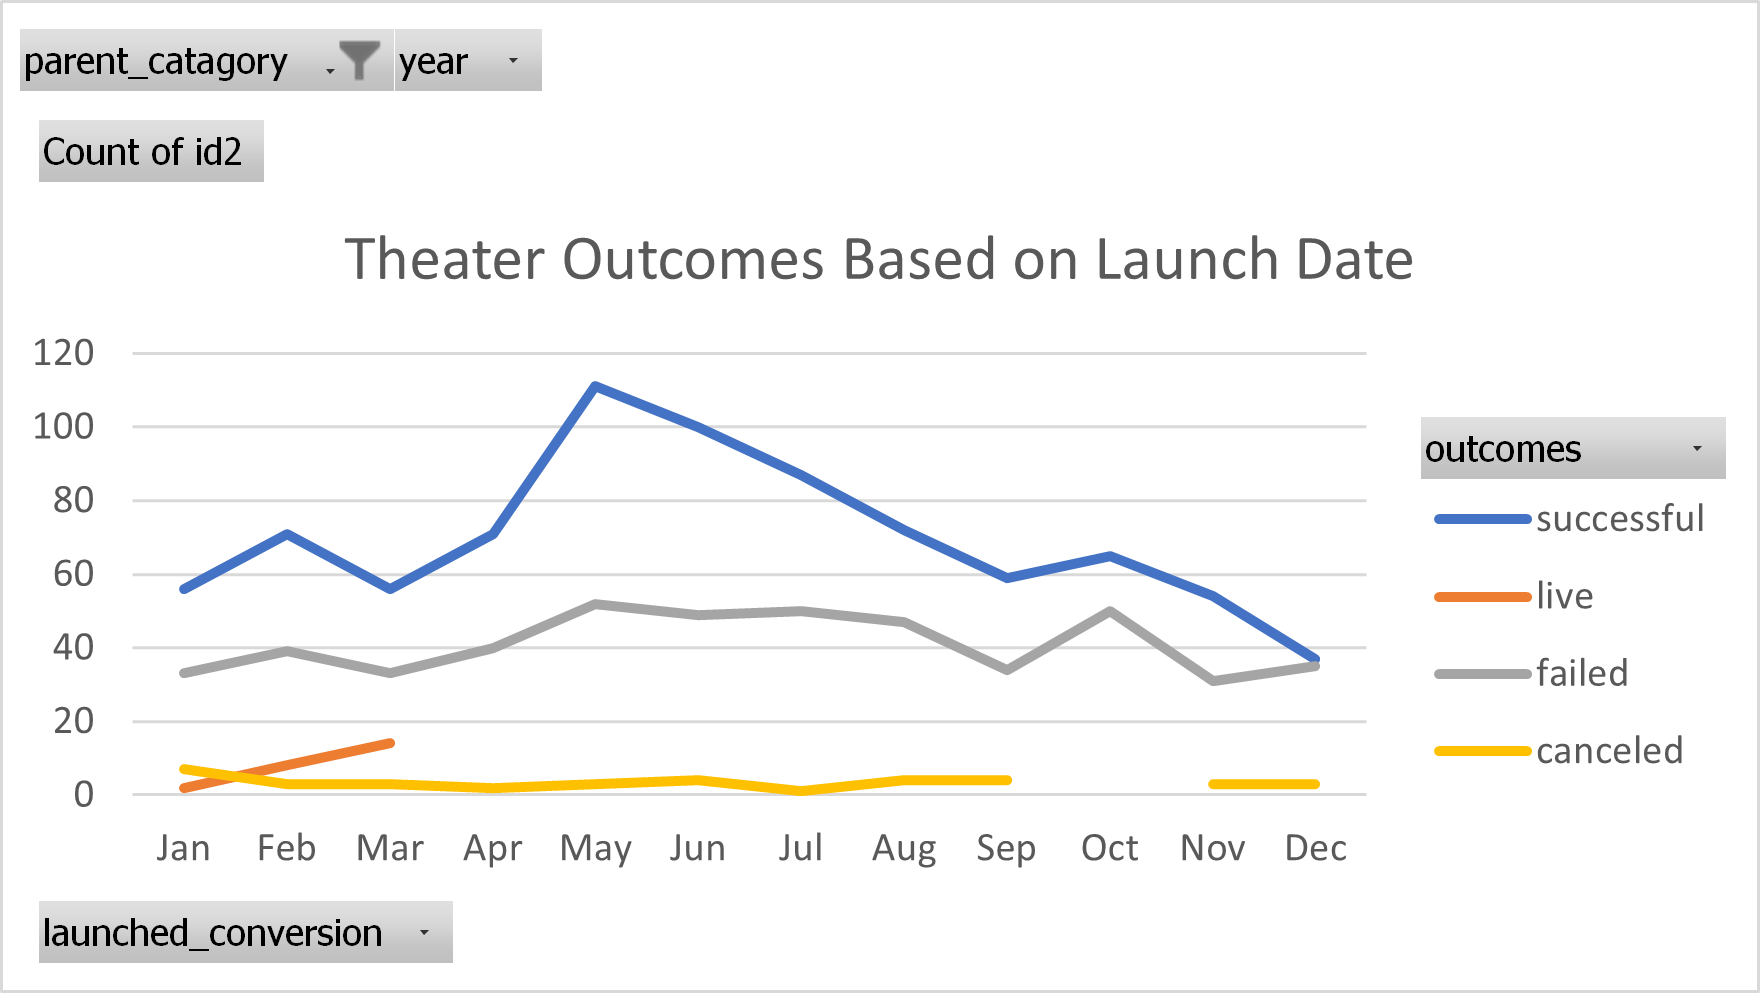 parent_catagory year
Count of id2
Theater Outcomes Based on Launch Date
120
100
80
60
40
20
0
Jan Feb Mar Apr May Jun Jul Aug Sep Oct Nov Dec
outcomes
successful
live
failed
canceled
launched_conversion